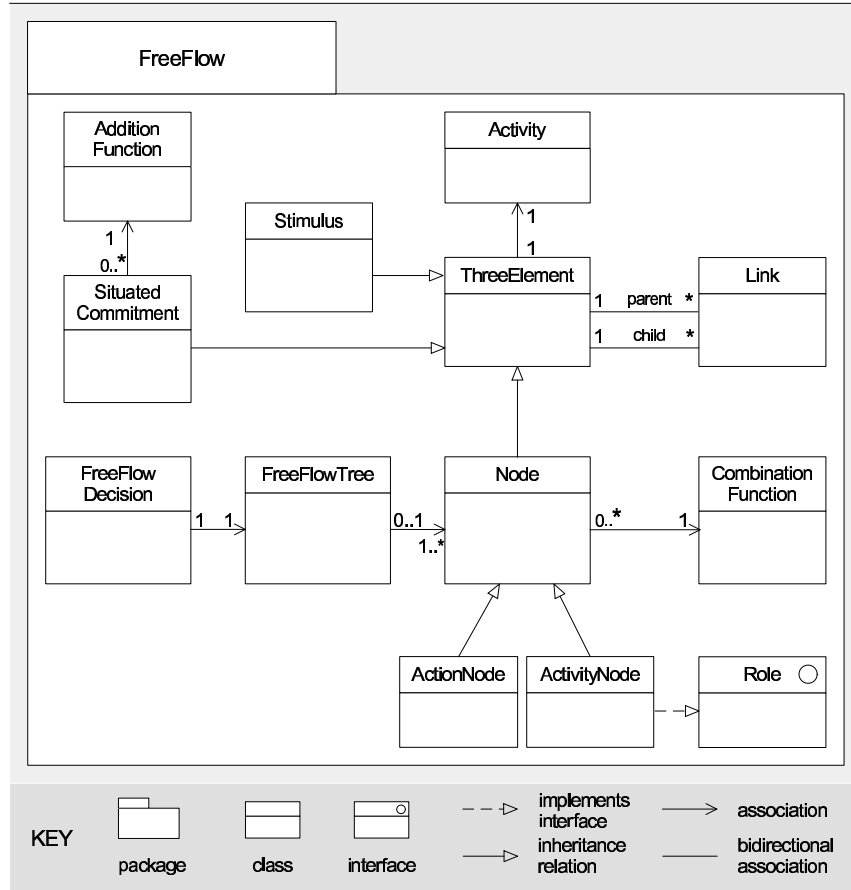 FreeFlow
Addition
Function
Activity
Stimulus
1
1
0..*
1
1
Situated
Commitment
ThreeElement
Link
1 parent *
1 child *
FreeFlow
Decision
FreeFlowTree
Node
Combination
Function
1 1
0..1
1..*
0..* 1
ActionNode
ActivityNode
Role
KEY
package
class
interface
implements
interface
inheritance
relation
association
bidirectional
association